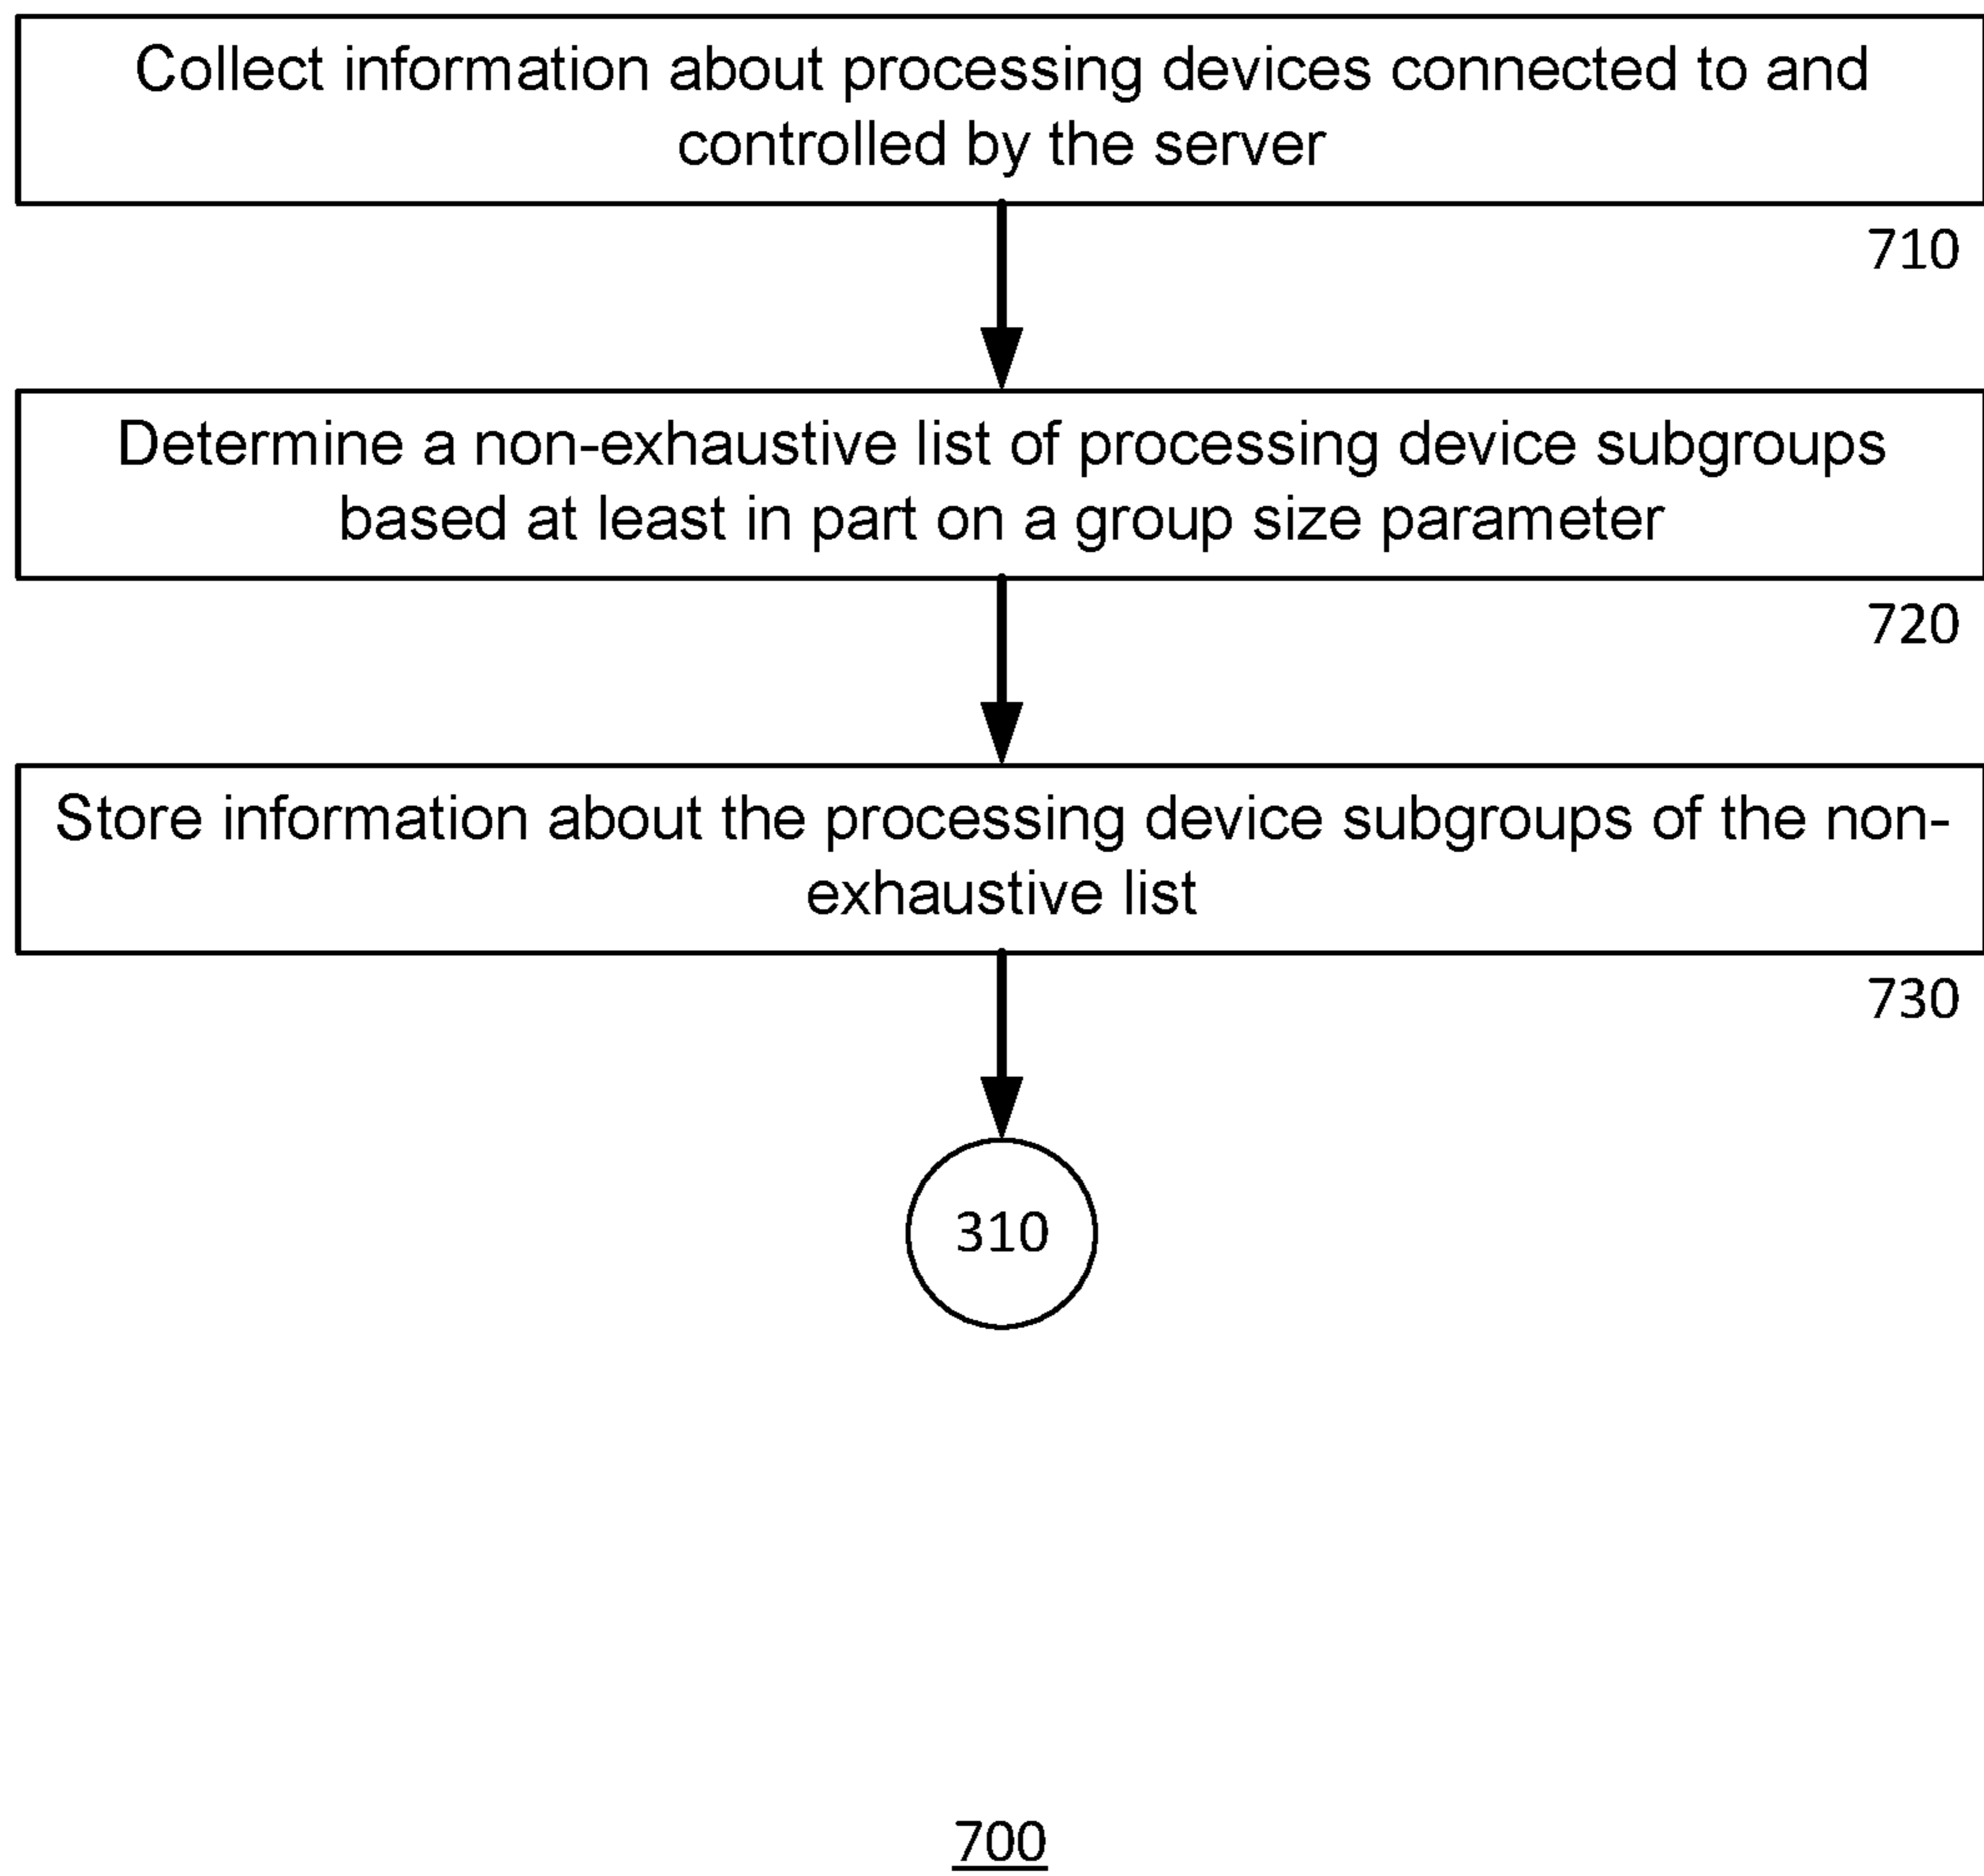 Collect information about processing devices connected to and
controlled by the server
710
Determine a non-exhaustive list of processing device subgroups
based at least in part on a group size parameter
720
Store information about the processing device subgroups of the non-
exhaustive list
730
310
700